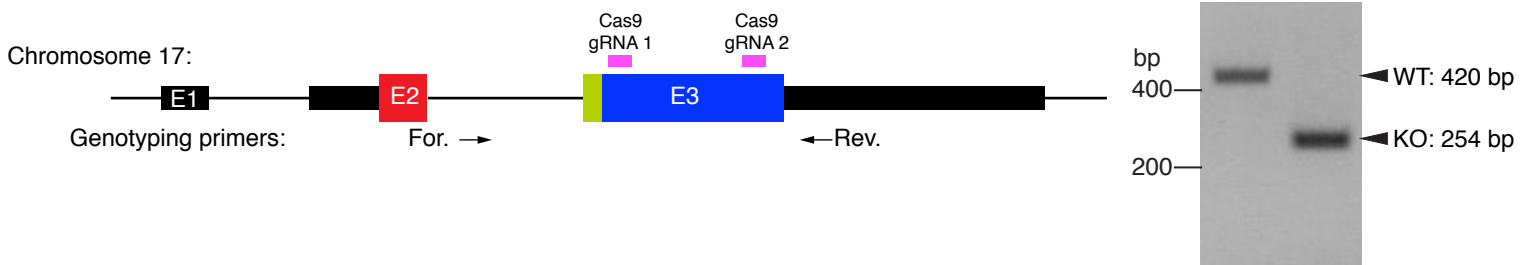 Cas9 Cas9
gRNA 1 gRNA 2
Chromosome 17:
E1 E2 E3
Genotyping primers: For. Rev.
bp
400
200
WT: 420 bp
KO: 254 bp